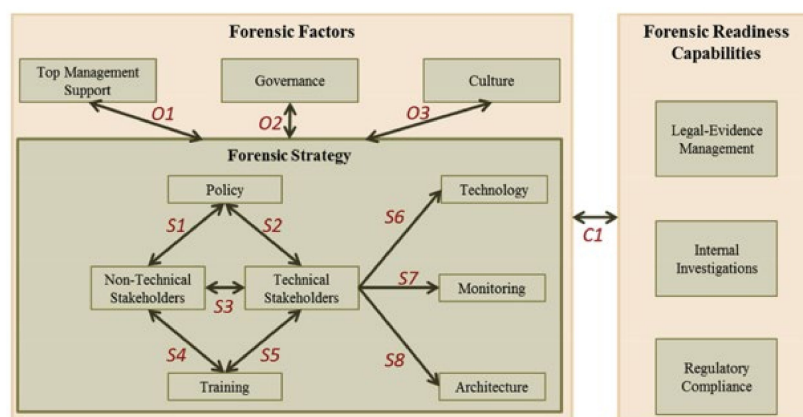 Forensic Factors
Forensic Readiness
Capabilities
Top Management
Support
Governance
Culture
O1
O2
O3
Legal-Evidence
Management
Forensic Strategy
Policy
Technology
S1
S2
S6
C1
Non-Technical
Stakeholders
S3
Technical
Stakeholders
S7
Monitoring
Internal
Investigations
S4
S5
S8
Training
Architecture
Regulatory
Compliance